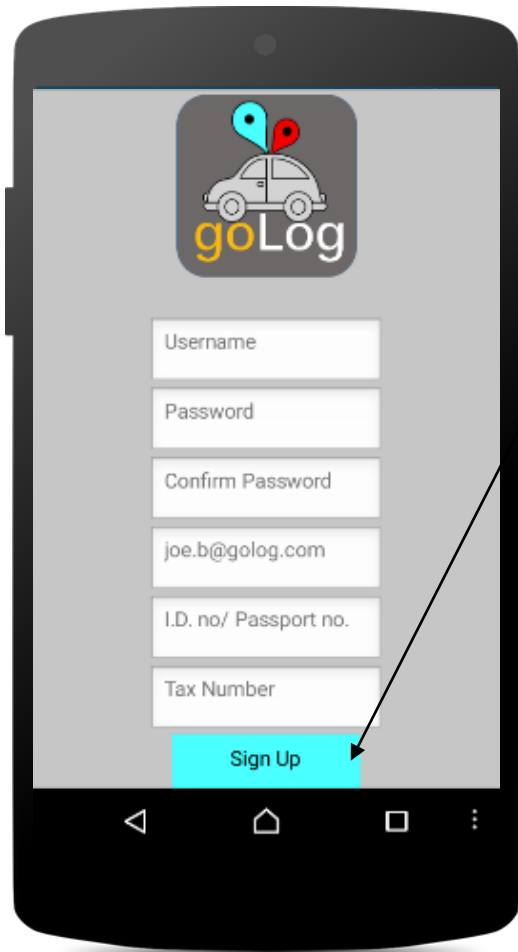 goLog
Username
Password
Confirm Password
joe.b@golog.com
I.D. no/ Passport no.
Tax Number
Sign Up